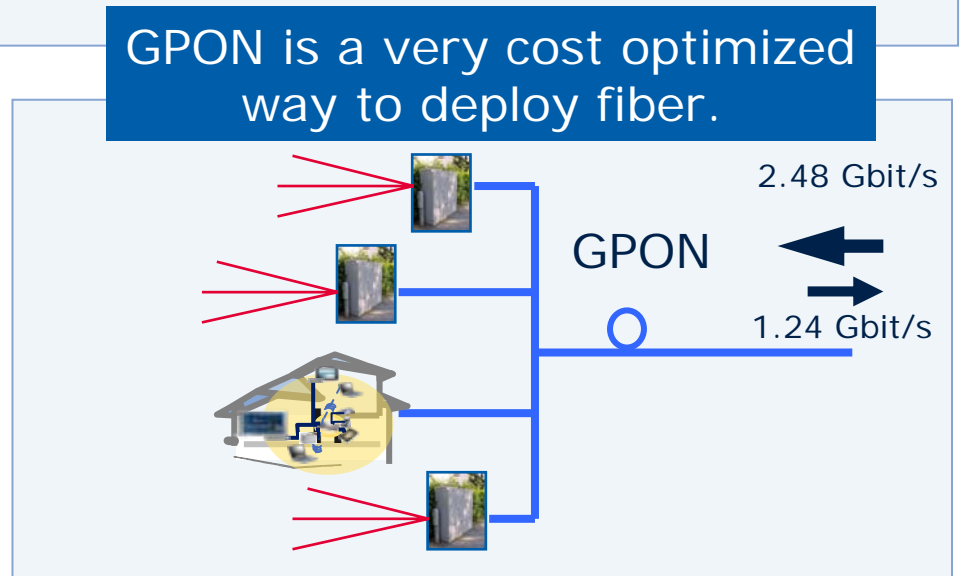 GPON is a very cost optimized
way to deploy fiber.
2.48 Gbit/s
GPON
1.24 Gbit/s